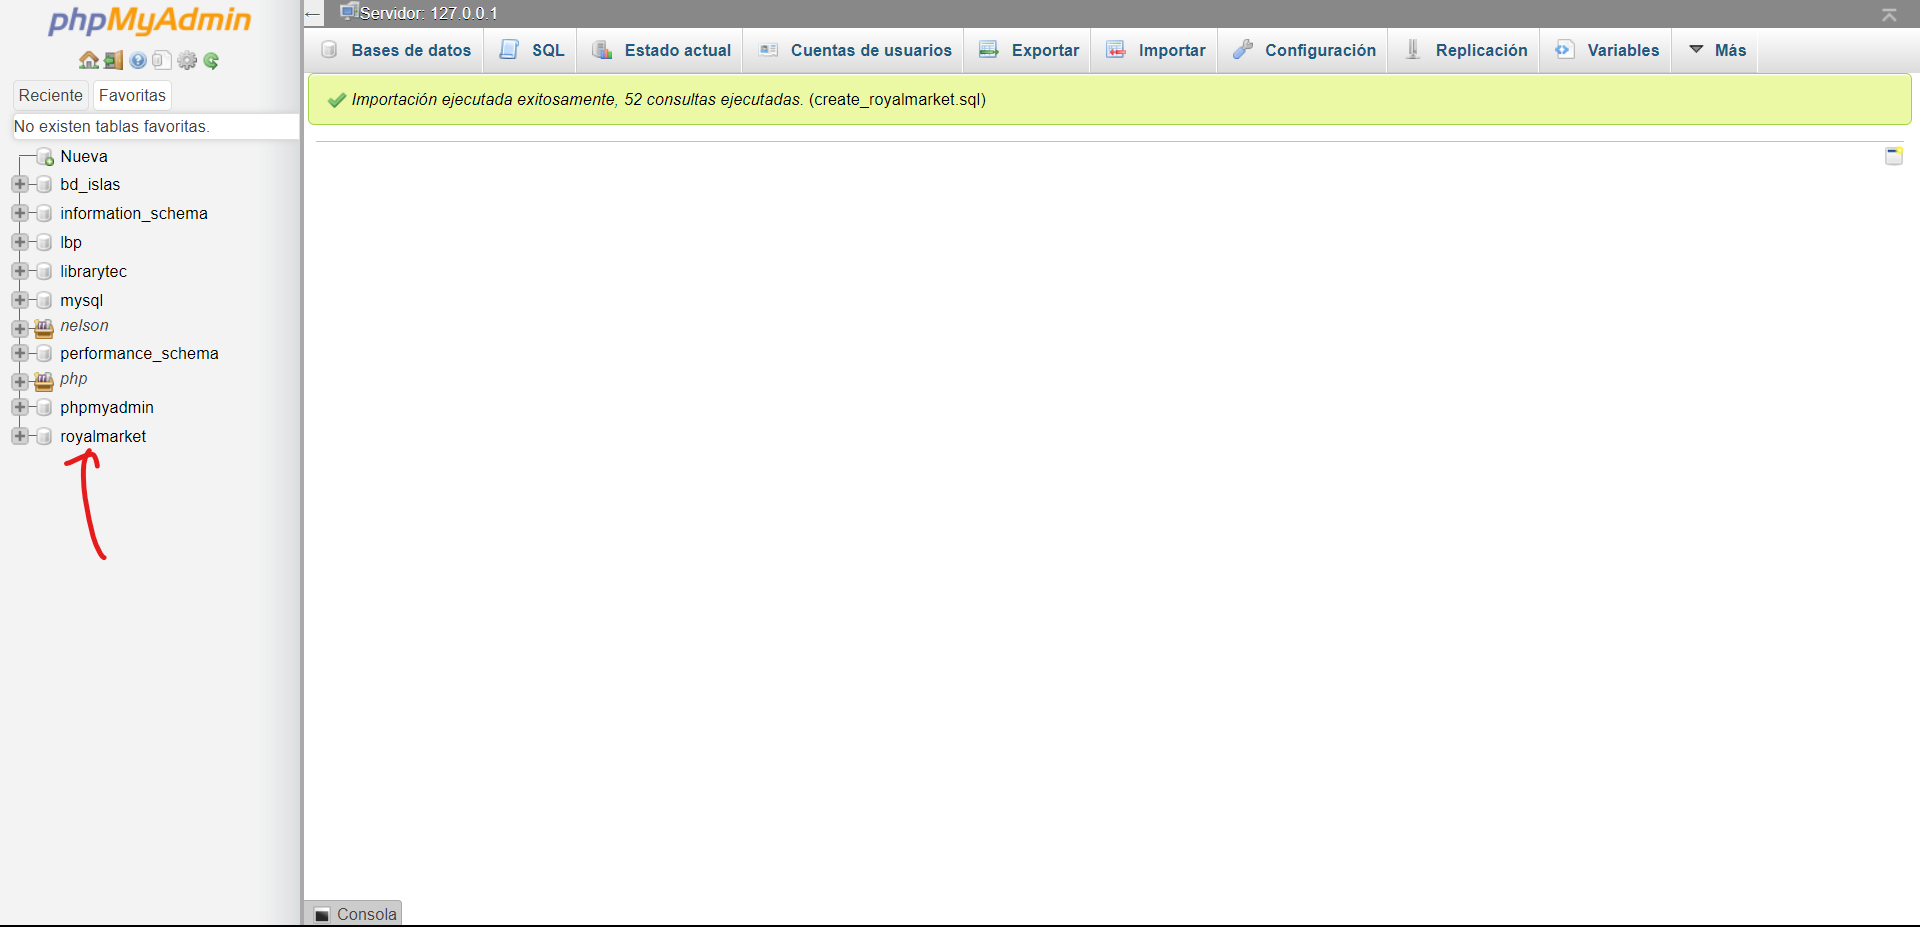 phpMyAdmin
Reciente
Favoritas
No existen tablas favoritas.
Nueva
bd_islas
information_schema
lbp
librarytec
mysql
nelson
performance_schema
php
phpmyadmin
royalmarket
Servidor: 127.0.0.1
Bases de datos
SQL
Estado actual
Cuentas de usuarios
Exportar
Importar
Configuración
Replicación
Variables
Más
Importación ejecutada exitosamente, 52 consultas ejecutadas. (create_royalmarket.sql)
Consola